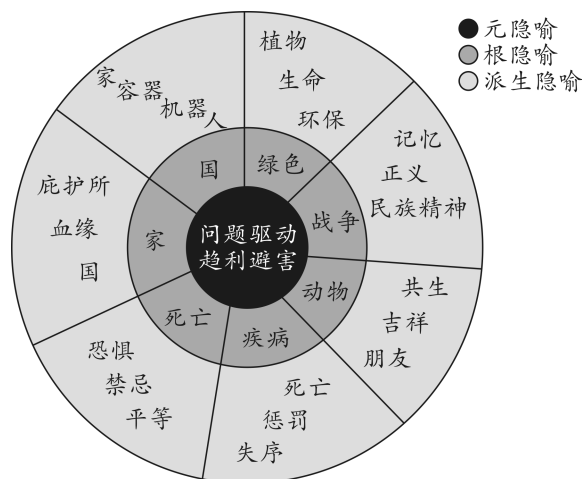 元隐喻
根隐喻
派生隐喻
植物
生命
环保
记忆
正义
民族精神
共生
吉祥
朋友
死亡
惩罚
失序
恐惧
禁忌
平等
庇护所
血缘
国
家
容器
机器
人
国
绿色
战争
动物
疾病
死亡
家
问题驱动
趋利避害